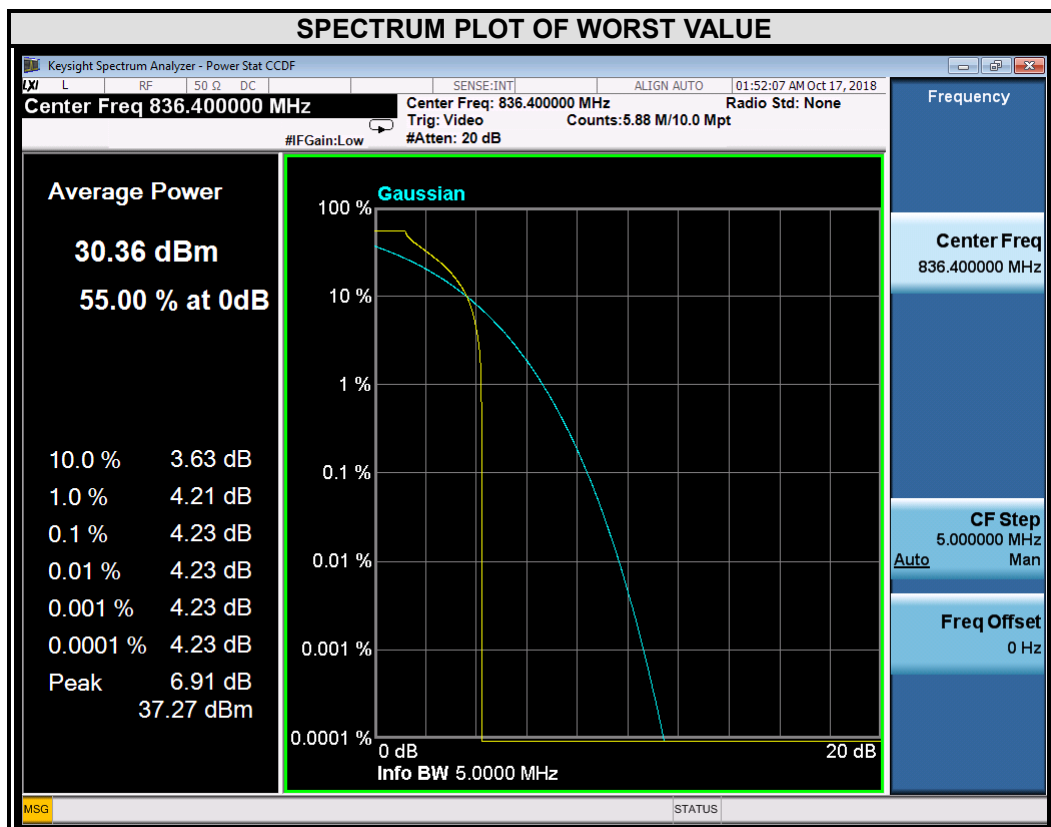 SPECTRUM PLOT OF WORST VALUE
Keysight Spectrum Analyzer - Power Stat CCDF
LXI L RF 50 Ω DC SENSE:INT ALIGN AUTO 01:52:07 AM Oct 17, 2018
Center Freq 836.400000 MHz
Center Freq: 836.400000 MHz Radio Std: None
Trig: Video Counts:5.88 M/10.0 Mpt
#IFGain:Low #Atten: 20 dB
Average Power
30.36 dBm
55.00 % at 0dB
10.0 % 3.63 dB
1.0 % 4.21 dB
0.1 % 4.23 dB
0.01 % 4.23 dB
0.001 % 4.23 dB
0.0001 % 4.23 dB
Peak 6.91 dB
37.27 dBm
Gaussian
100 %
10 %
1 %
0.1 %
0.01 %
0.001 %
0.0001 %
0 dB 20 dB
Info BW 5.0000 MHz
Frequency
Center Freq
836.400000 MHz
CF Step
5.000000 MHz
Auto Man
Freq Offset
0 Hz
MSG STATUS